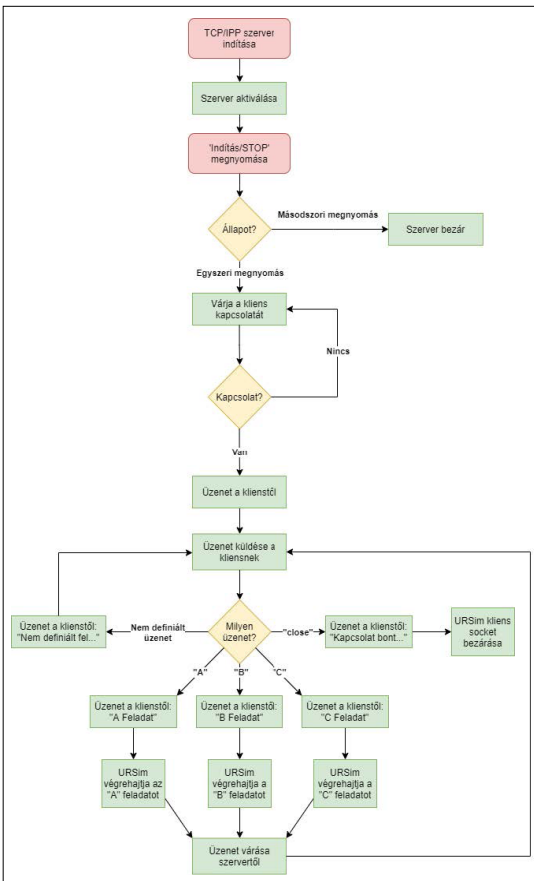 TCP/IPP szerver
indítása
Szerver aktiválása
'Indítás/STOP'
megnyomása
Állapot?
Másodszori megnyomás
Szerver bezár
Egyszeri megnyomás
Várja a kliens
kapcsolatát
Nincs
Kapcsolat?
Van
Üzenet a klienstől
Üzenet küldèse a
kliensnek
Üzenet a klienstől:
"Nem definiált fel..."
Nem definiált
üzenet
Milyen
üzenet?
"close"
Üzenet a klienstől:
"Kapcsolat bont..."
URSim kliens
socket
bezárása
"A"
"B"
"C"
Üzenet a klienstől:
"A Feladat"
Üzenet a klienstől:
"B Feladat"
Üzenet a klienstől:
"C Feladat"
URSim
végrehajtja az
"A" feladatot
URSim
végrehajtja a
"B" feladatot
URSim
végrehajtja a
"C" feladatot
Üzenet várása
szervertől